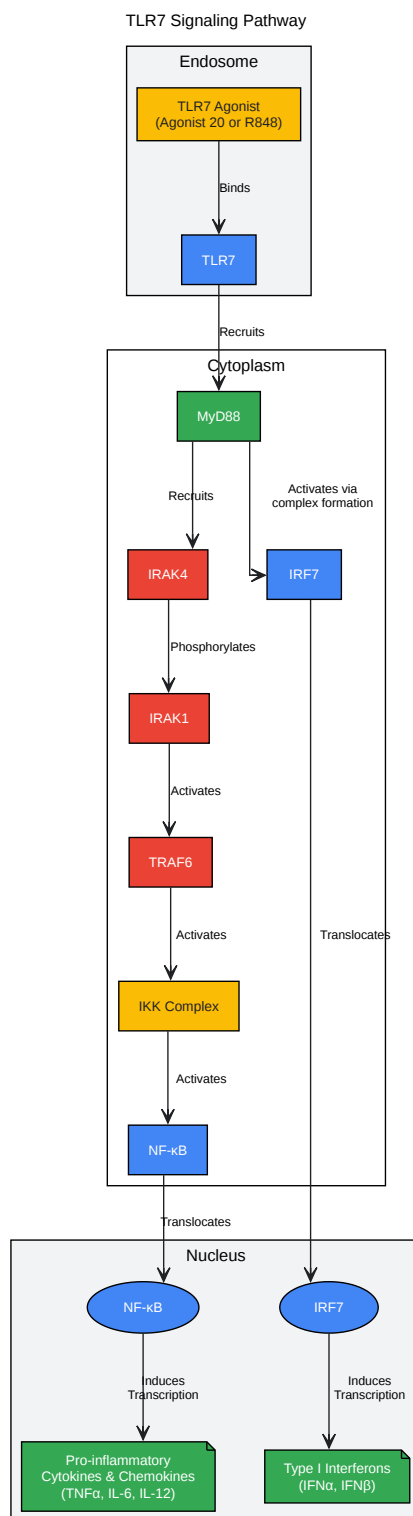 TLR7 Signaling Pathway
Endosome
TLR7 Agonist
(Agonist 20 or R848)
Binds
TLR7
Recruits
Cytoplasm
MyD88
Recruits
Activates via
complex formation
IRAK4
IRF7
Phosphorylates
IRAK1
Activates
TRAF6
Activates
Translocates
IKK Complex
Activates
NF-κB
Translocates
Nucleus
NF-κB
IRF7
Induces
Transcription
Induces
Transcription
Pro-inflammatory
Cytokines & Chemokines
(TNFα, IL-6, IL-12)
Type I Interferons
(IFNα, IFNβ)